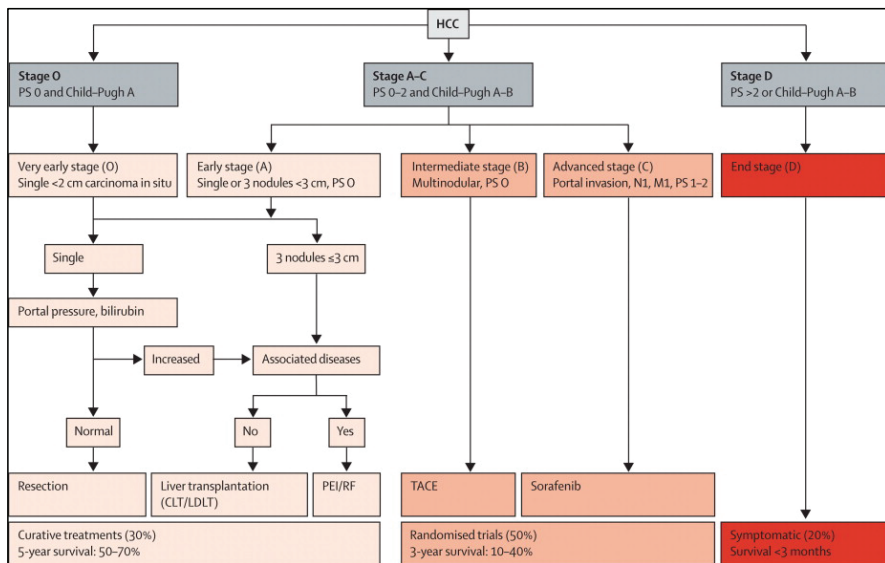 HCC
Stage O
PS 0 and Child–Pugh A
Stage A–C
PS 0–2 and Child–Pugh A–B
Stage D
PS >2 or Child–Pugh A–B
Very early stage (O)
Single <2 cm carcinoma in situ
Early stage (A)
Single or 3 nodules <3 cm, PS O
Intermediate stage (B)
Multinodular, PS O
Advanced stage (C)
Portal invasion, N1, M1, PS 1–2
End stage (D)
Single
3 nodules ≤3 cm
Portal pressure, bilirubin
Increased
Associated diseases
Normal
No
Yes
Resection
Liver transplantation
(CLT/LDLT)
PEI/RF
TACE
Sorafenib
Curative treatments (30%)
5-year survival: 50–70%
Randomised trials (50%)
3-year survival: 10–40%
Symptomatic (20%)
Survival <3 months